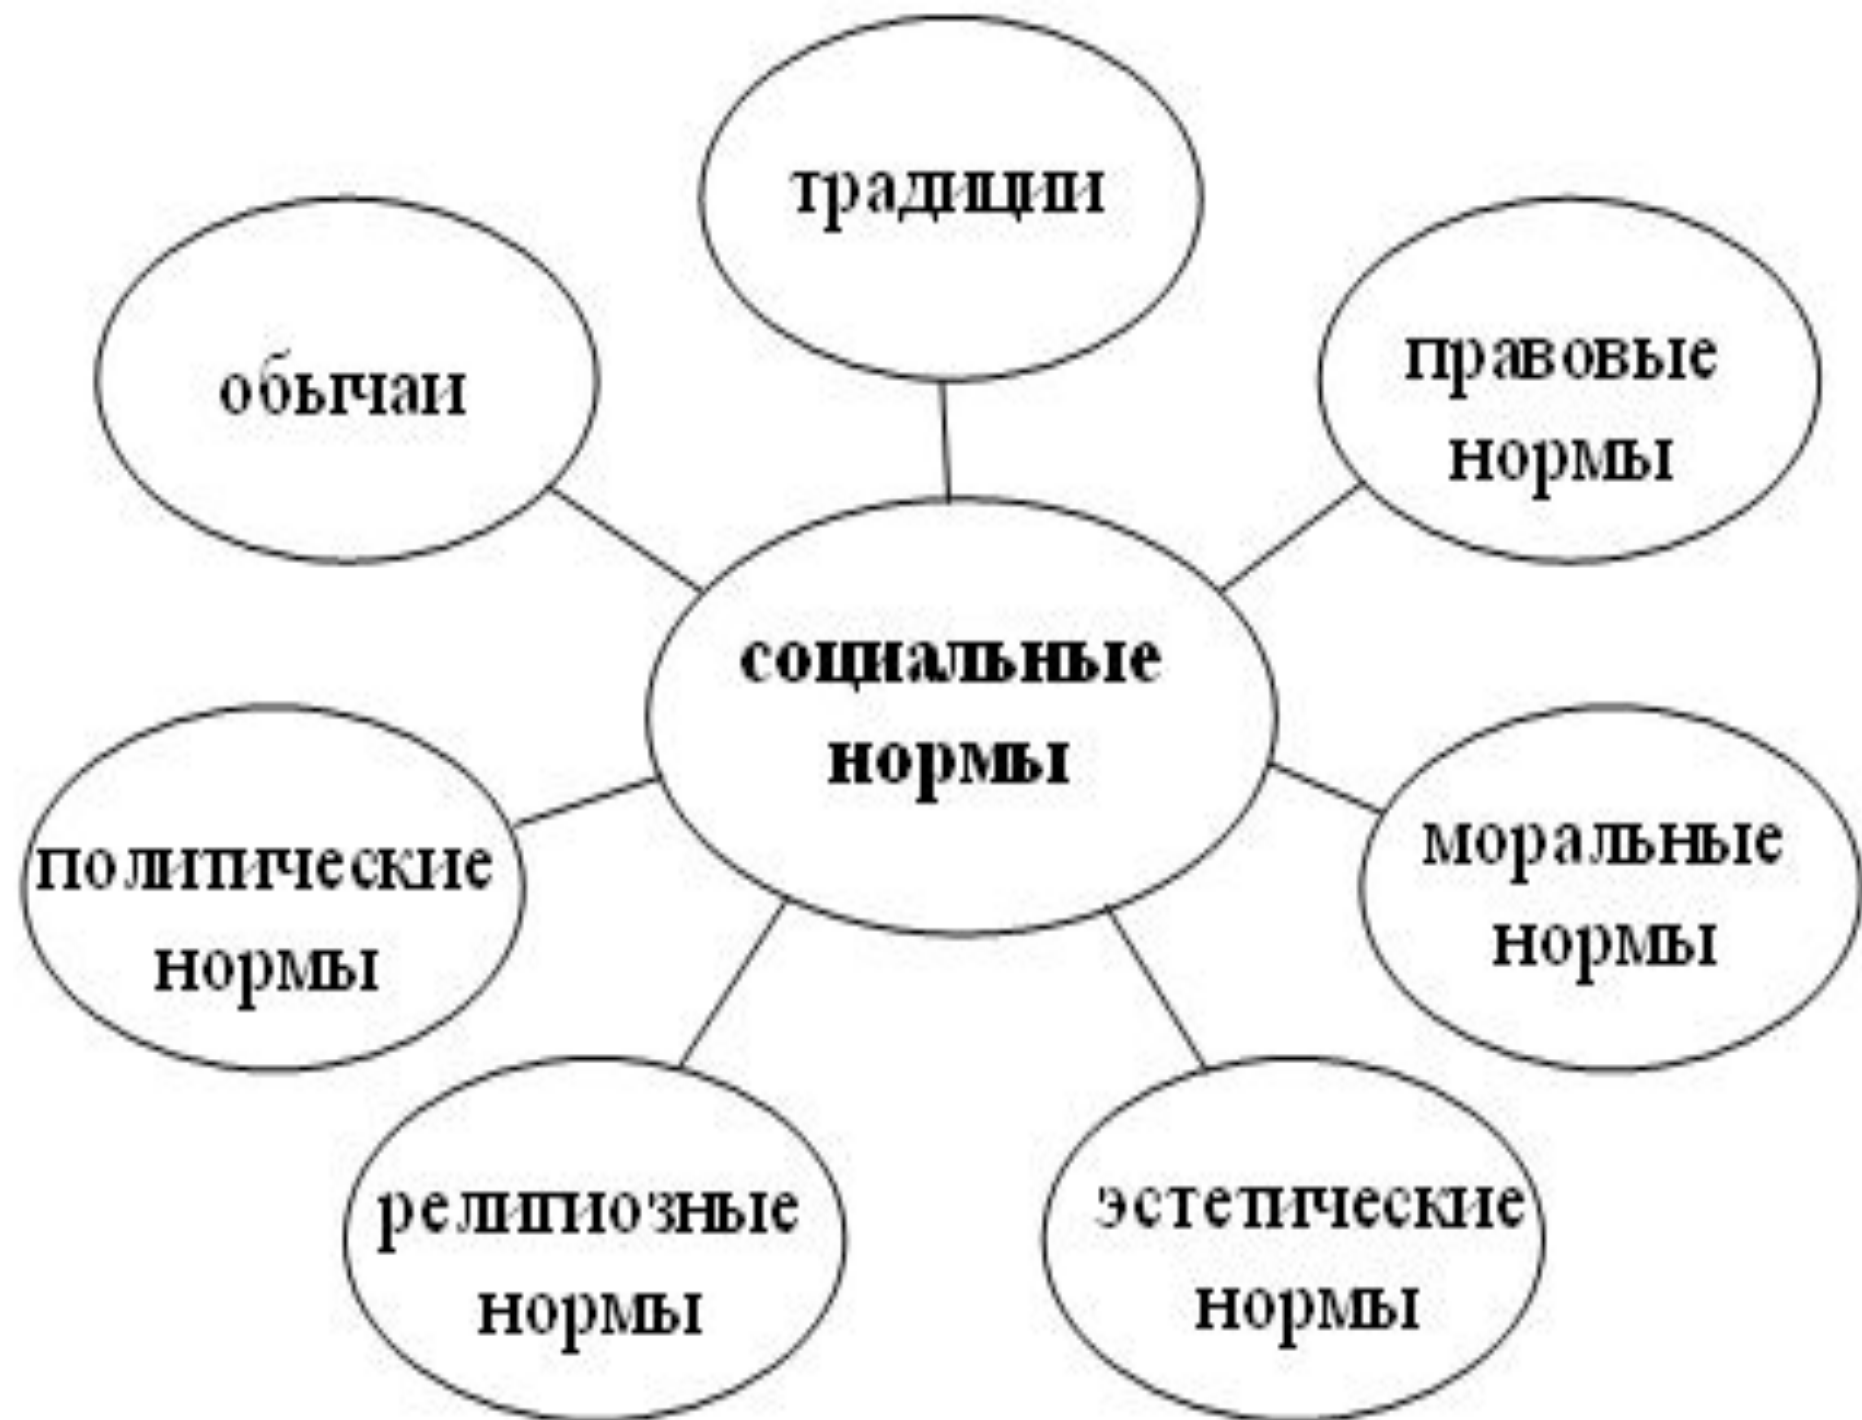 традиции
обычаи
правовые
нормы
социальные
нормы
политические
нормы
моральные
нормы
религиозные
нормы
эстетические
нормы